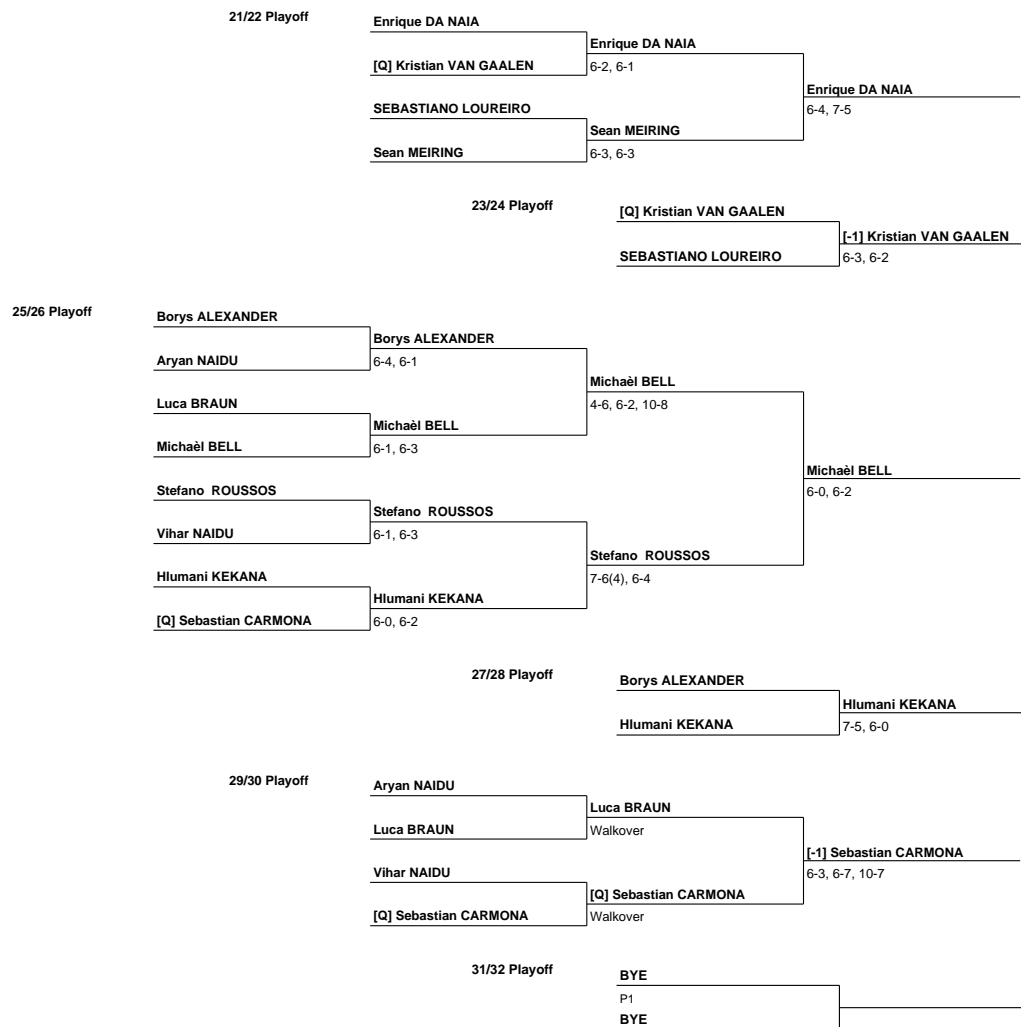 21/22 Playoff
Enrique DA NAIA
Enrique DA NAIA
[Q] Kristian VAN GAALEN
6-2, 6-1
Enrique DA NAIA
SEBASTIANO LOUREIRO
6-4, 7-5
Sean MEIRING
Sean MEIRING
6-3, 6-3
23/24 Playoff
[Q] Kristian VAN GAALEN
[-1] Kristian VAN GAALEN
SEBASTIANO LOUREIRO
6-3, 6-2
25/26 Playoff
Borys ALEXANDER
Borys ALEXANDER
Aryan NAIDU
6-4, 6-1
Michaèl BELL
Luca BRAUN
4-6, 6-2, 10-8
Michaèl BELL
Michaèl BELL
6-1, 6-3
Michaèl BELL
Stefano ROUSSOS
6-0, 6-2
Stefano ROUSSOS
Vihar NAIDU
6-1, 6-3
Stefano ROUSSOS
Hlumani KEKANA
7-6(4), 6-4
Hlumani KEKANA
[Q] Sebastian CARMONA
6-0, 6-2
27/28 Playoff
Borys ALEXANDER
Hlumani KEKANA
Hlumani KEKANA
7-5, 6-0
29/30 Playoff
Aryan NAIDU
Luca BRAUN
Luca BRAUN
Walkover
[-1] Sebastian CARMONA
Vihar NAIDU
6-3, 6-7, 10-7
[Q] Sebastian CARMONA
[Q] Sebastian CARMONA
Walkover
31/32 Playoff
BYE
P1
BYE